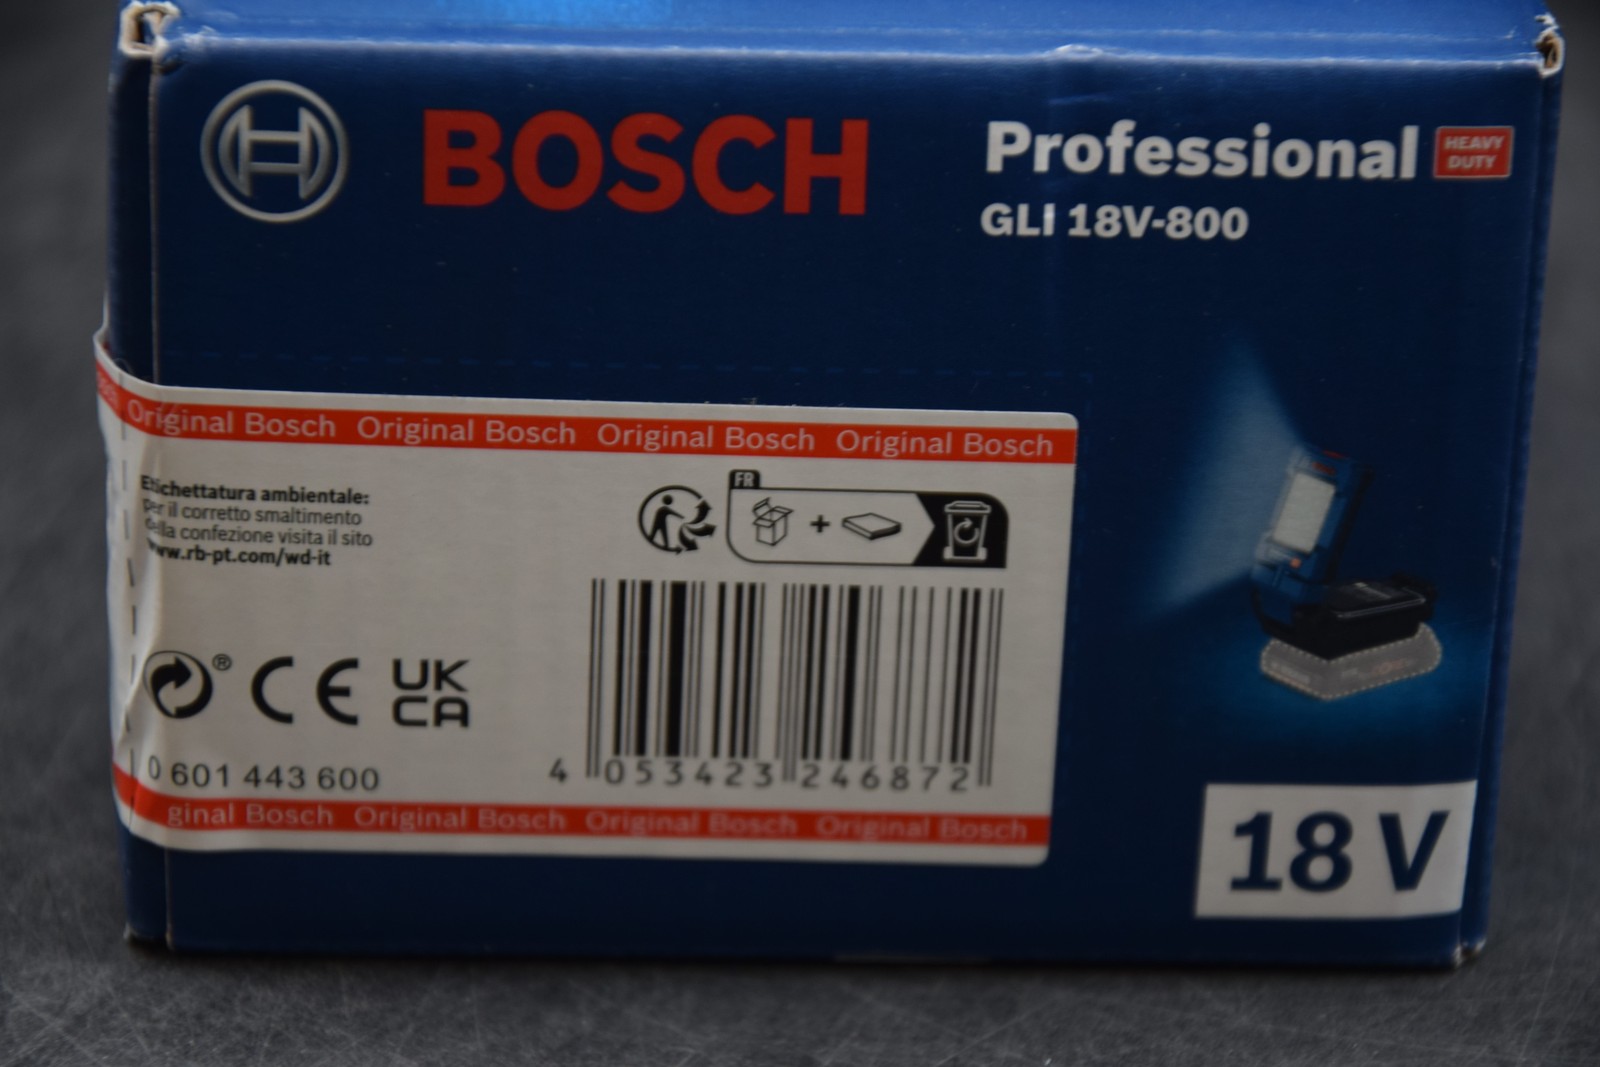 BOSCH
Professional
HEAVY
DUTY
GLI 18V-800
Original Bosch Original Bosch Original Bosch Original Bosch
Etichettatura ambientale:
per il corretto smaltimento
della confezione visita il sito
www.rb-pt.com/wd-it
FR
®
CE
UK
CA
0 601 443 600
4 053423 246872
ginal Bosch Original Bosch Original Bosch Original Bosch
18 V